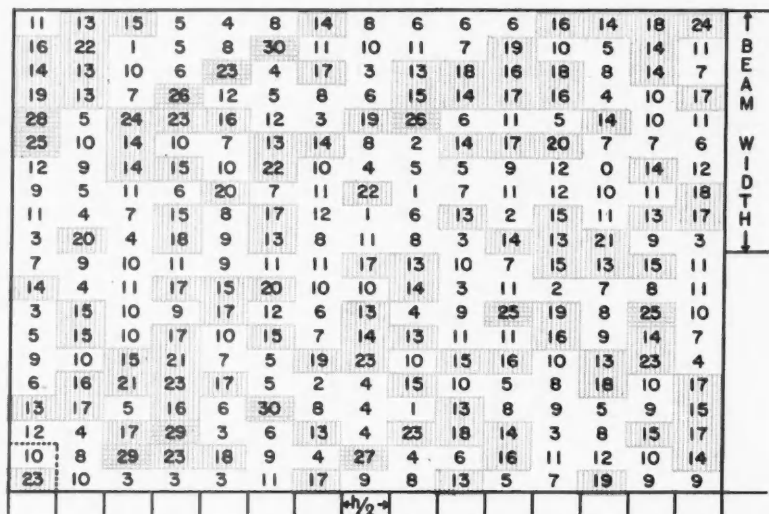 11 13 15 5 4 8 14 8 6 6 6 16 14 18 24
16 22 1 5 8 30 11 10 11 7 19 10 5 14 11
14 13 10 6 23 4 17 3 13 18 16 18 8 14 7
19 13 7 26 12 5 8 6 15 14 17 16 4 10 17
28 5 24 23 16 12 3 19 26 6 11 5 14 10 11
25 10 14 10 7 13 14 8 2 14 17 20 7 7 6
12 9 14 15 10 22 10 4 5 5 9 12 0 14 12
9 5 11 6 20 7 11 22 1 7 11 12 10 11 18
11 4 7 15 8 17 12 1 6 13 2 15 11 13 17
3 20 4 18 9 13 8 11 8 3 14 13 21 9 3
7 9 10 11 9 11 11 17 13 10 7 15 13 15 11
14 4 11 17 15 20 10 10 14 3 11 2 7 8 11
3 15 10 9 17 12 6 13 4 9 25 19 8 25 10
5 15 10 17 10 15 7 14 13 11 11 16 9 14 7
9 10 15 21 7 5 19 23 10 15 16 10 13 23 4
6 16 21 23 17 5 2 4 15 10 5 8 18 10 17
13 17 5 16 6 30 8 4 1 13 8 9 5 9 15
12 4 17 29 3 6 13 4 23 18 14 3 8 15 17
10 8 29 23 18 9 4 27 4 6 16 11 12 10 14
23 10 3 3 3 11 17 9 8 13 5 7 19 9 9
h/2
BEAM WIDTH